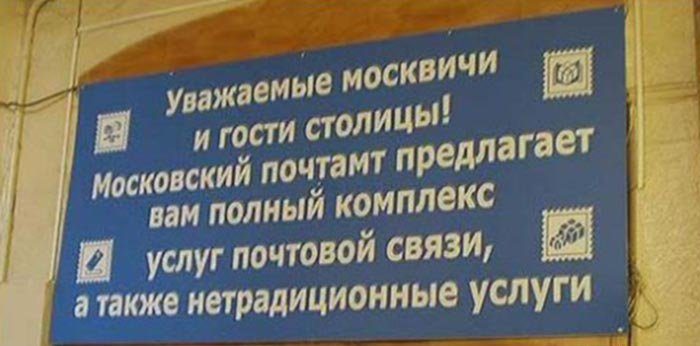 Уважаемые москвичи
и гости столицы!
Московский почтамт предлагает
вам полный комплекс
услуг почтовой связи,
а также нетрадиционные услуги